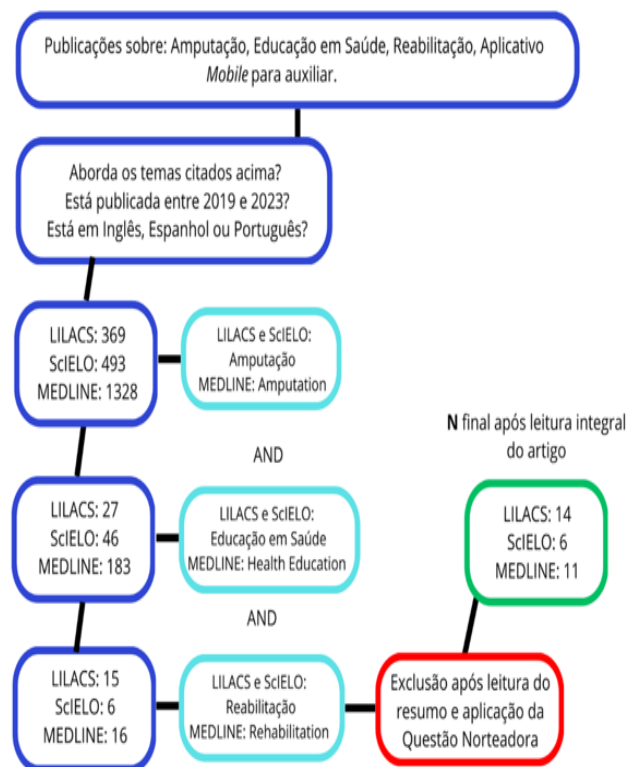 Publicações sobre: Amputação, Educação em Saúde, Reabilitação, Aplicativo
Mobile para auxiliar.
Aborda os temas citados acima?
Está publicada entre 2019 e 2023?
Está em Inglês, Espanhol ou Português?
LILACS: 369
ScIELO: 493
MEDLINE: 1328
LILACS e ScIELO:
Amputação
MEDLINE: Amputation
AND
LILACS: 27
ScIELO: 46
MEDLINE: 183
LILACS e ScIELO:
Educação em Saúde
MEDLINE: Health Education
AND
LILACS: 15
ScIELO: 6
MEDLINE: 16
LILACS e ScIELO:
Reabilitação
MEDLINE: Rehabilitation
Exclusão após leitura do
resumo e aplicação da
Questão Norteadora
N final após leitura integral
do artigo
LILACS: 14
ScIELO: 6
MEDLINE: 11